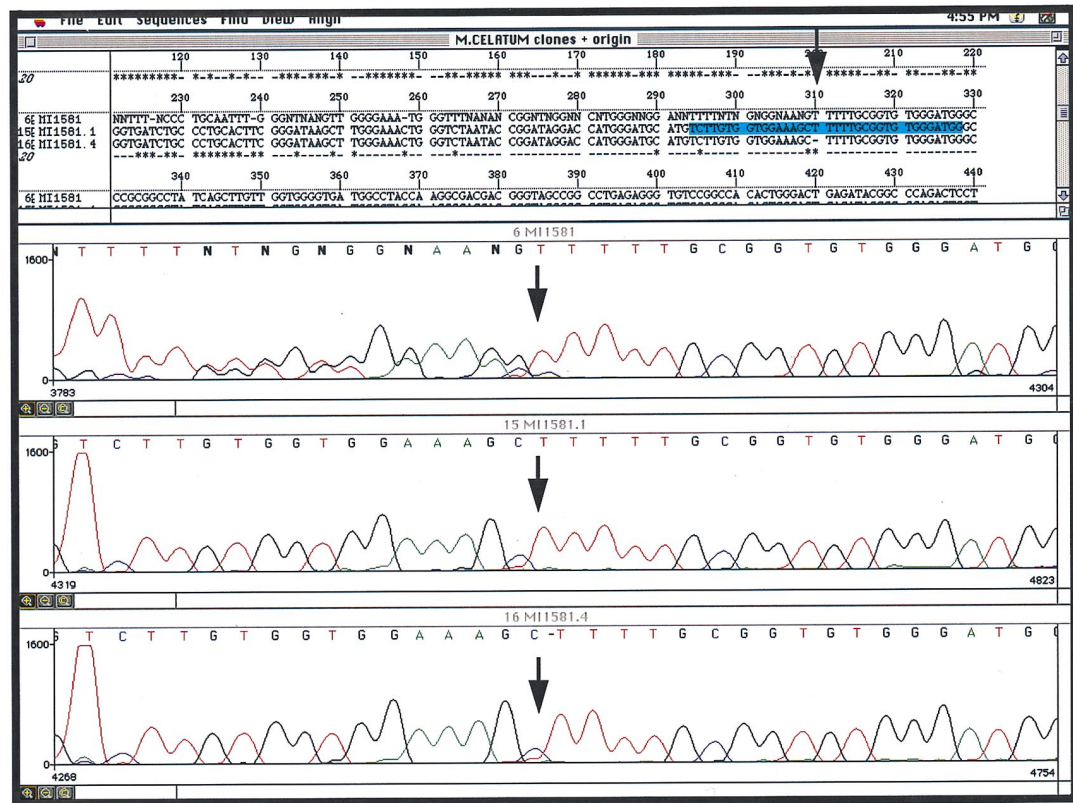 File Edit Sequences Find View Align 4:55 PM
M.CELATUM clones + origin
120 130 140 150 160 170 180 190 200 210 220
230 240 250 260 270 280 290 300 310 320 330
MI1581 NNTTT-NCCC TGCAATTT-G GGNTNANGTT GGGGAAA-TG GGTTTNANAN CGGNTNGGNN CNTGGGNNGG ANNTTTTNTN GNGGNAANGT TTTTGCGGTG TGGGATGGGC
MI1581.1 GGTGATCTGC CCTGCACTTC GGGATAAGCT TGGGAAACTG GGTCTAATAC CGGATAGGAC CATGGGATGC ATGTCTTGTG GTGGAAAGCT TTTTGCGGTG TGGGATGGGC
MI1581.4 GGTGATCTGC CCTGCACTTC GGGATAAGCT TGGGAAACTG GGTCTAATAC CGGATAGGAC CATGGGATGC ATGTCTTGTG GTGGAAAGC- TTTTGCGGTG TGGGATGGGC
340 350 360 370 380 390 400 410 420 430 440
MI1581 CCGCGGCCTA TCAGCTTGTT GGTGGGGTGA TGGCCTACCA AGGCGACGAC GGGTAGCCGG CCTGAGAGGG TGTCCGGCCA CACTGGGACT GAGATACGGC CCAGACTCCT
6 MI1581
N T T T T N T N G N G G N A A N G T T T T T G C G G T G T G G G A T G G
1600
0
3783 4304
15 MI1581.1
G T C T T G T G G T G G A A A G C T T T T T G C G G T G T G G G A T G G
1600
0
4319 4823
16 MI1581.4
G T C T T G T G G T G G A A A G C - T T T T G C G G T G T G G G A T G G
1600
0
4268 4754